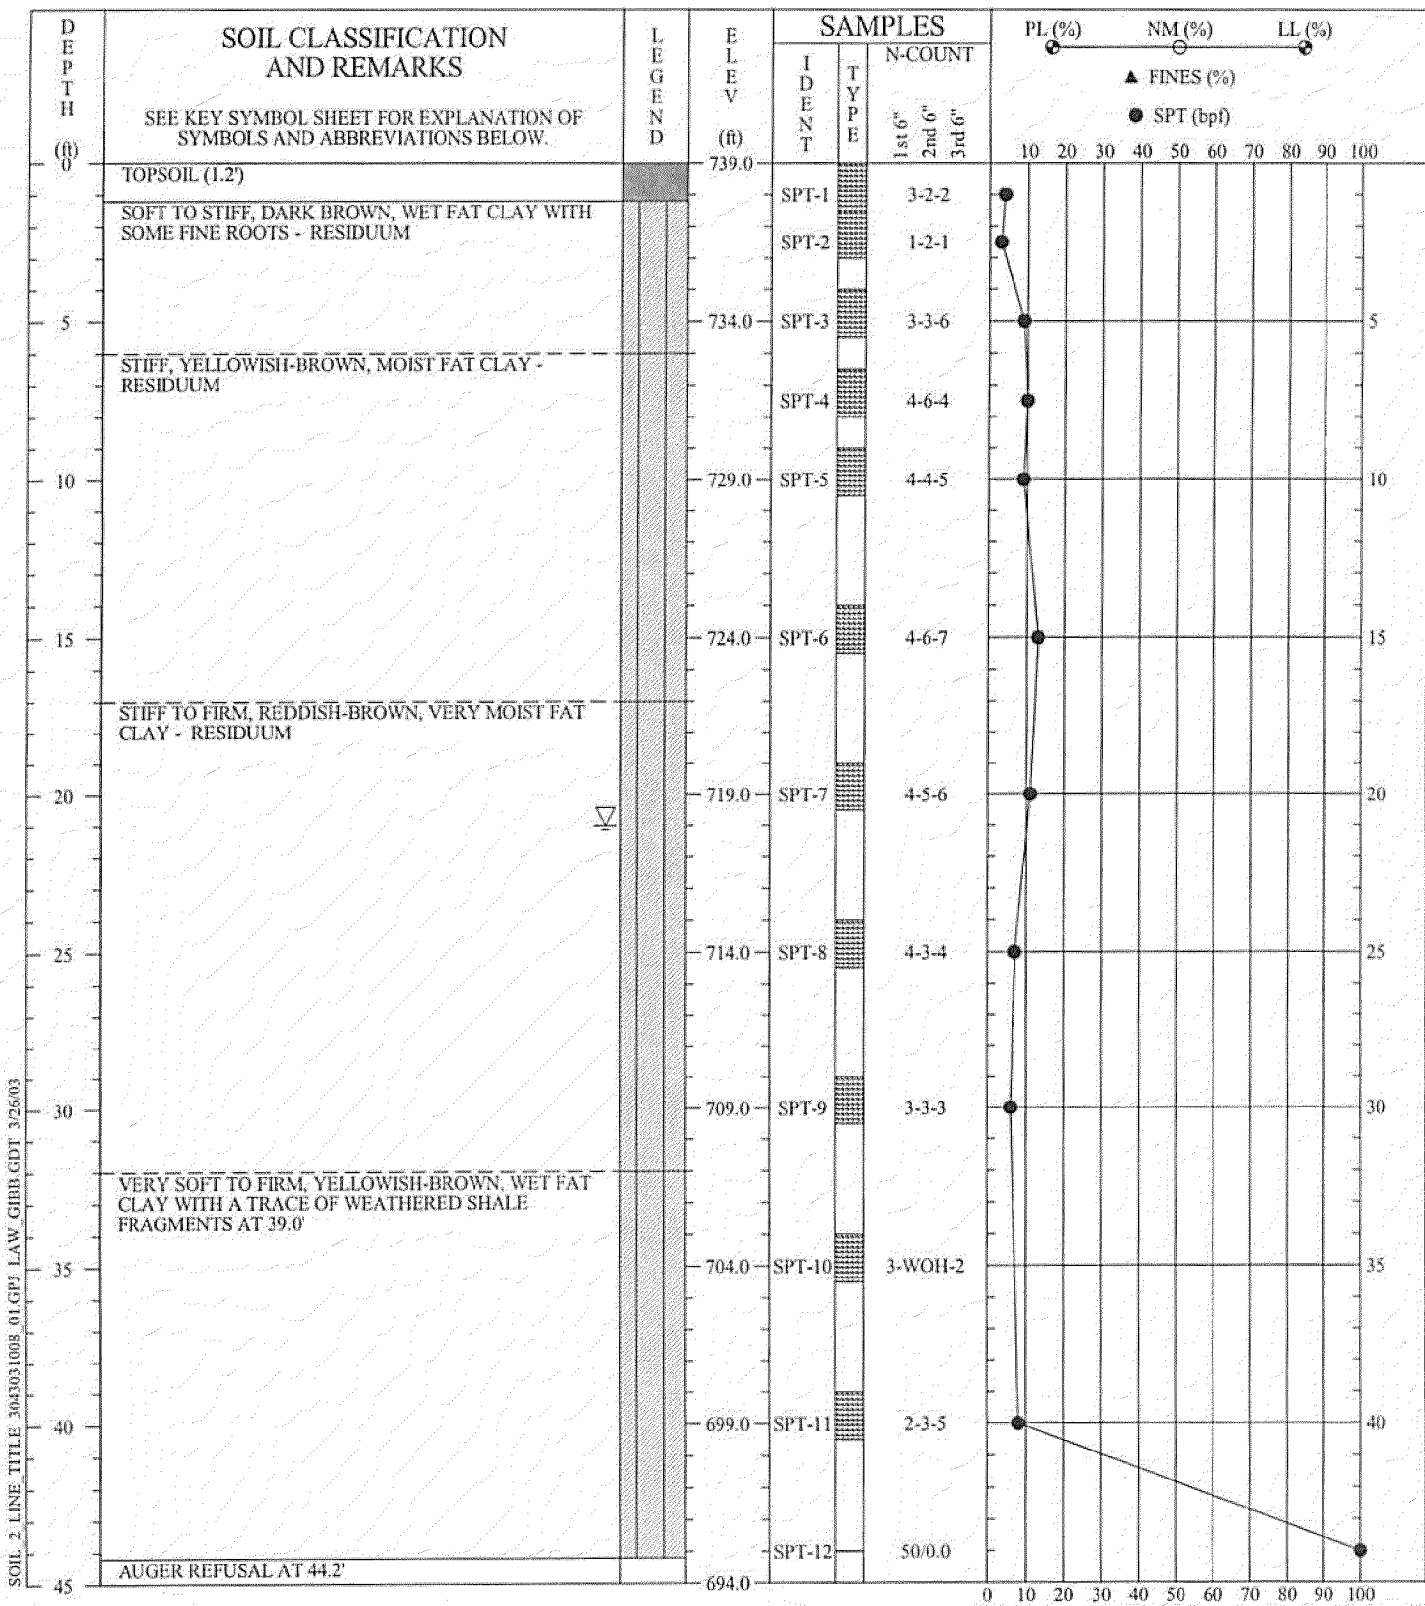 DEPTH (ft)
SOIL CLASSIFICATION
AND REMARKS
SEE KEY SYMBOL SHEET FOR EXPLANATION OF
SYMBOLS AND ABBREVIATIONS BELOW.
LEGEND
ELEV (ft)
SAMPLES
IDENT
TYPE
N-COUNT
1st 6"
2nd 6"
3rd 6"
PL (%) NM (%) LL (%)
▲ FINES (%)
● SPT (bpf)
10 20 30 40 50 60 70 80 90 100
0 739.0
TOPSOIL (1.2')
SPT-1 3-2-2
SOFT TO STIFF, DARK BROWN, WET FAT CLAY WITH
SOME FINE ROOTS - RESIDUUM
SPT-2 1-2-1
5 734.0 SPT-3 3-3-6 5
STIFF, YELLOWISH-BROWN, MOIST FAT CLAY -
RESIDUUM
SPT-4 4-6-4
10 729.0 SPT-5 4-4-5 10
15 724.0 SPT-6 4-6-7 15
STIFF TO FIRM, REDDISH-BROWN, VERY MOIST FAT
CLAY - RESIDUUM
20 719.0 SPT-7 4-5-6 20
25 714.0 SPT-8 4-3-4 25
30 709.0 SPT-9 3-3-3 30
VERY SOFT TO FIRM, YELLOWISH-BROWN, WET FAT
CLAY WITH A TRACE OF WEATHERED SHALE
FRAGMENTS AT 39.0'
35 704.0 SPT-10 3-WOH-2 35
40 699.0 SPT-11 2-3-5 40
SPT-12 50/0.0
AUGER REFUSAL AT 44.2'
45 694.0
0 10 20 30 40 50 60 70 80 90 100
SOIL 2 LINE_TITLE 3043031008_01.GPJ LAW_GIBB.GDT 3/26/03